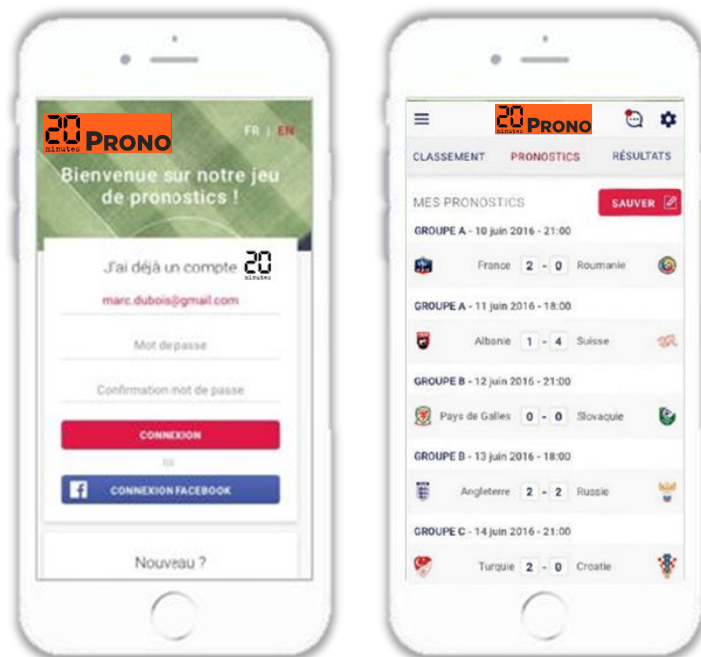 20 minutes PRONO
FR | EN
Bienvenue sur notre jeu
de pronostics !
J'ai déjà un compte 20 minutes
marc.dubois@gmail.com
Mot de passe
Confirmation mot de passe
CONNEXION
ou
CONNEXION FACEBOOK
Nouveau ?
20 minutes PRONO
CLASSEMENT PRONOSTICS RÉSULTATS
MES PRONOSTICS SAUVER
GROUPE A - 10 juin 2016 - 21:00
France 2 - 0 Roumanie
GROUPE A - 11 juin 2016 - 18:00
Albanie 1 - 4 Suisse
GROUPE B - 12 juin 2016 - 21:00
Pays de Galles 0 - 0 Slovaquie
GROUPE B - 13 juin 2016 - 18:00
Angleterre 2 - 2 Russie
GROUPE C - 14 juin 2016 - 21:00
Turquie 2 - 0 Croatie